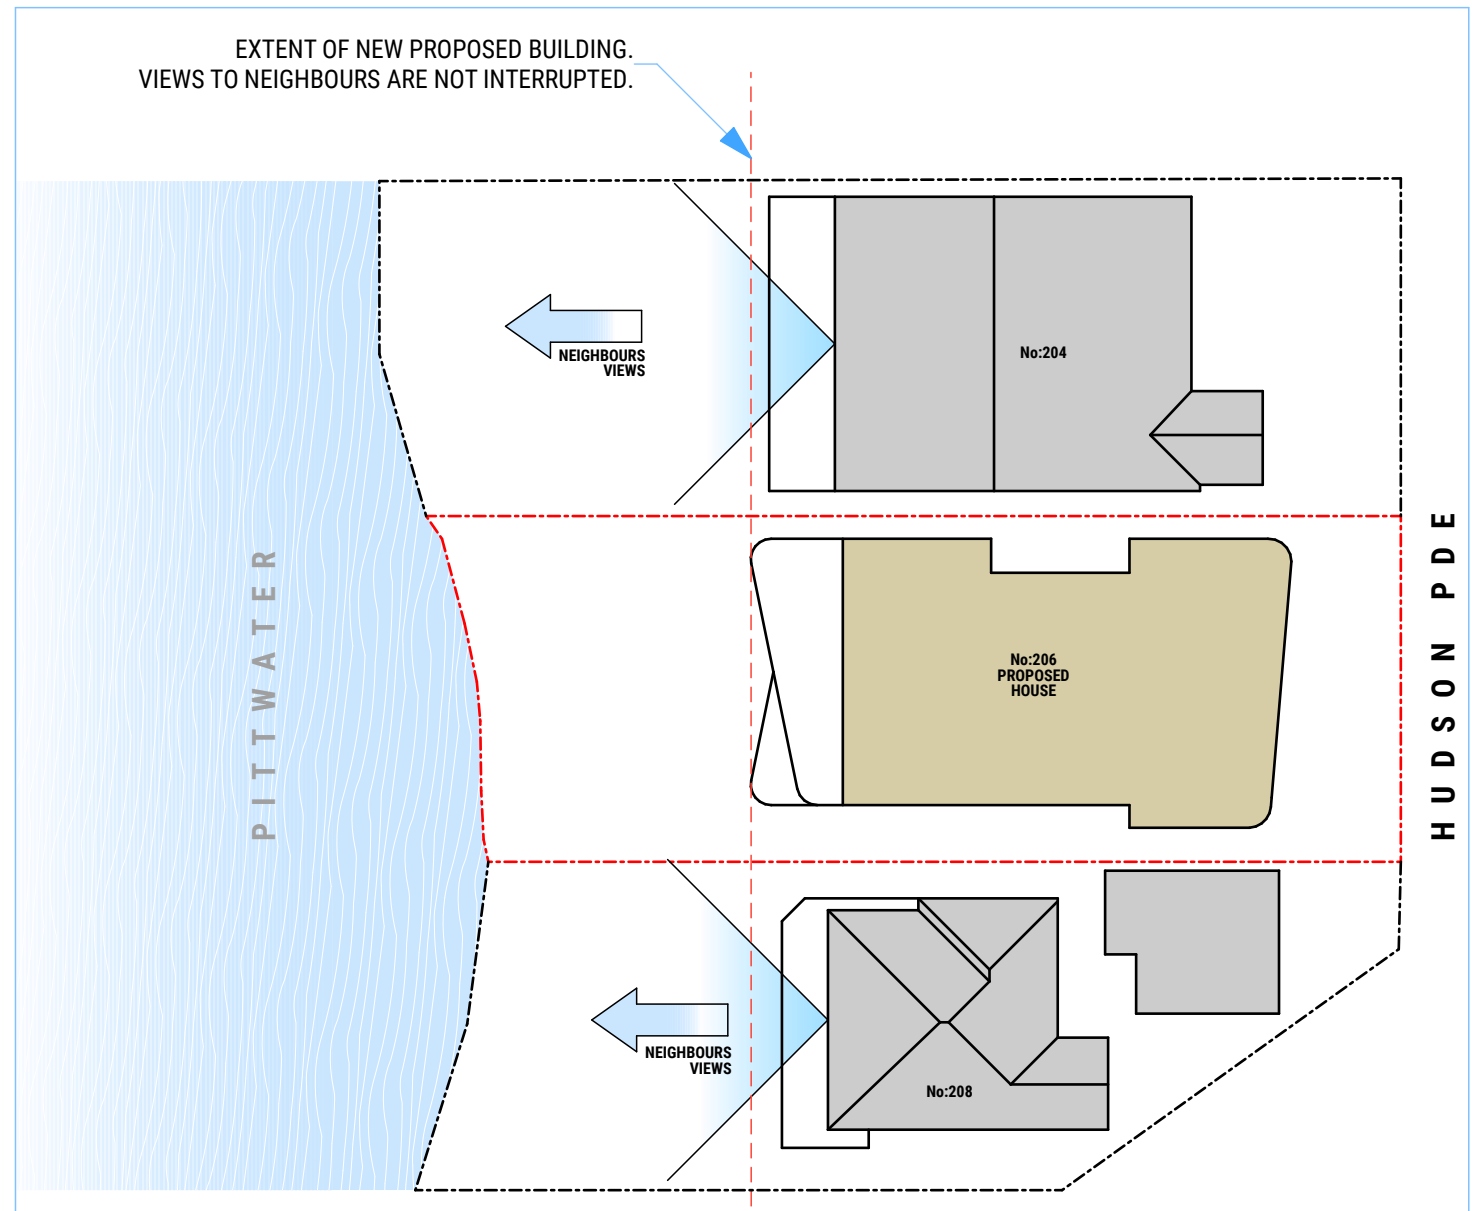 EXTENT OF NEW PROPOSED BUILDING.
VIEWS TO NEIGHBOURS ARE NOT INTERRUPTED.
No:204
NEIGHBOURS
VIEWS
PITTWATER
No:206
PROPOSED
HOUSE
HUDSON PDE
NEIGHBOURS
VIEWS
No:208